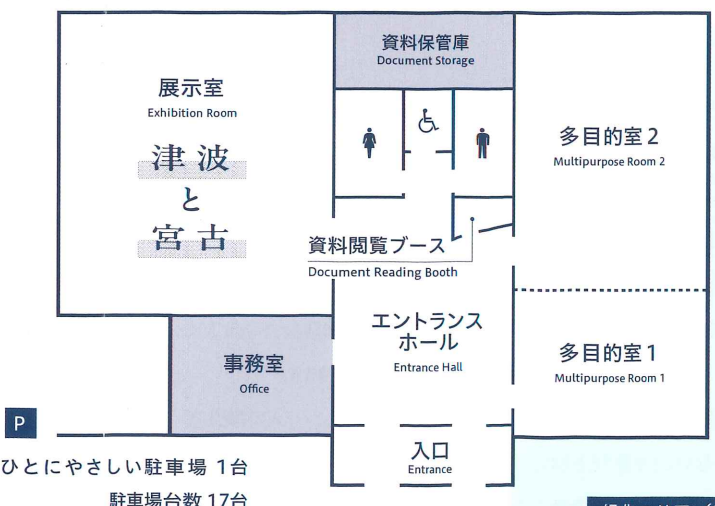 資料保管庫
Document Storage
展示室
Exhibition Room
津波
と
宮古
多目的室2
Multipurpose Room 2
資料閲覧ブース
Document Reading Booth
エントランス
ホール
Entrance Hall
事務室
Office
多目的室1
Multipurpose Room 1
P
入口
Entrance
ひとにやさしい駐車場 1台
駐車場台数 17台